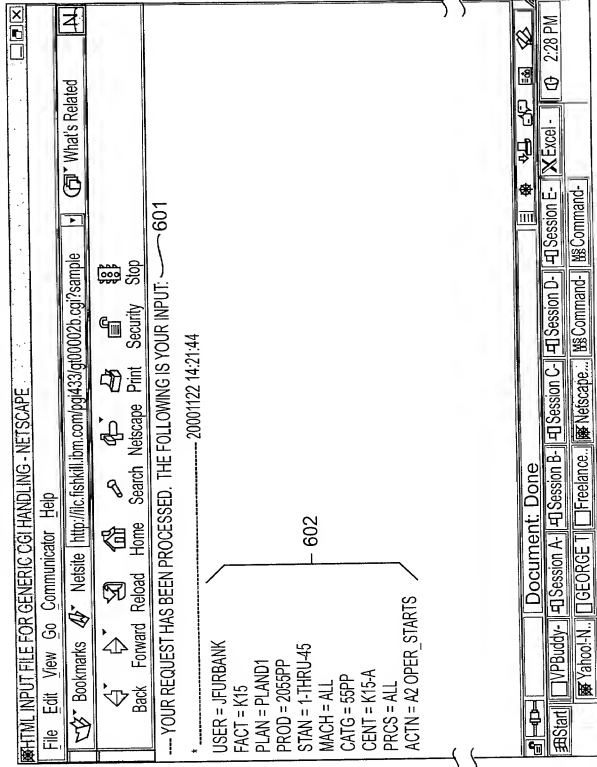 HTML INPUT FILE FOR GENERIC CGI HANDLING - NETSCAPE
File Edit View Go Communicator Help
Bookmarks Netsite http://ilc.fishkill.ibm.com/pgi433/gt00002b.cgi?sample What's Related N
Back Forward Reload Home Search Netscape Print Security Stop
---- YOUR REQUEST HAS BEEN PROCESSED. THE FOLLOWING IS YOUR INPUT: 601
* ---------------------------------------- 20001122 14:21:44
USER = JFURBANK
FACT = K15
PLAN = PLAND1
PROD = 2055PP
STAN = 1-THRU-45
MACH = ALL
CATG = 55PP
CENT = K15-A
PRCS = ALL
ACTN = A2 OPER_STARTS
602
Document: Done
Start VPBuddy- Session A- Session B- Session C- Session D- Session E- Excel - 2:28 PM
Yahoo!-N.. GEORGE T Freelance.. Netscape... MS Command- MS Command-